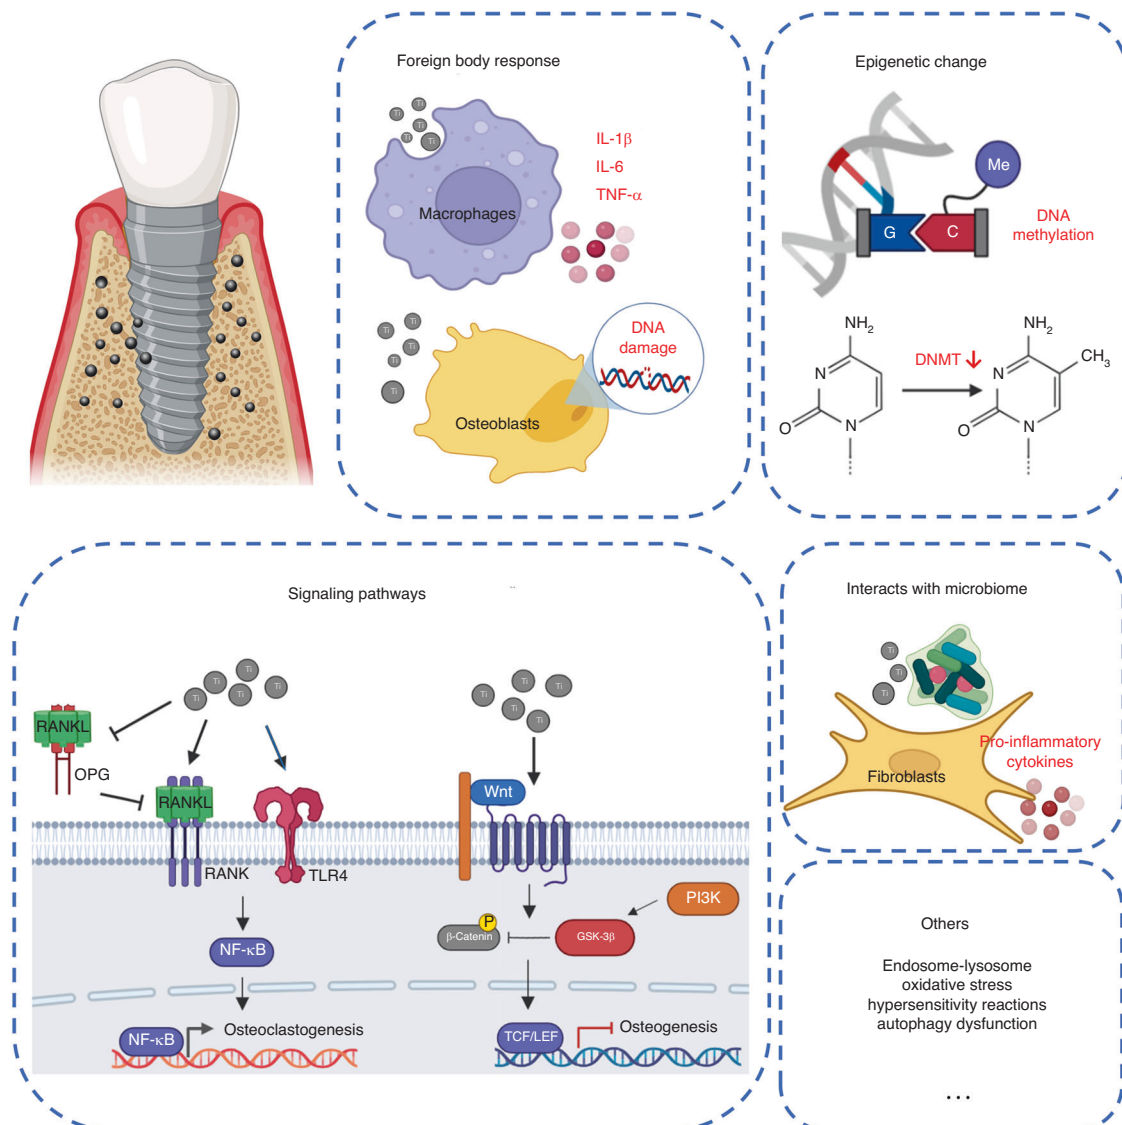 Foreign body response
Ti
Ti
Ti
Ti
Ti
IL-1β
IL-6
TNF-α
Macrophages
Ti
Ti
Ti
Ti
Ti
DNA
damage
Osteoblasts
Epigenetic change
Me
G
C
DNA
methylation
NH2
N
O
N
DNMT ↓
NH2
CH3
N
O
N
Signaling pathways
Ti
Ti
Ti
Ti
Ti
RANKL
OPG
RANKL
RANK
TLR4
NF-κB
NF-κB
Osteoclastogenesis
Ti
Ti
Ti
Ti
Ti
Wnt
PI3K
P
β-Catenin
GSK-3β
TCF/LEF
Osteogenesis
Interacts with microbiome
Ti
Ti
Ti
Pro-inflammatory
cytokines
Fibroblasts
Others
Endosome-lysosome
oxidative stress
hypersensitivity reactions
autophagy dysfunction
...